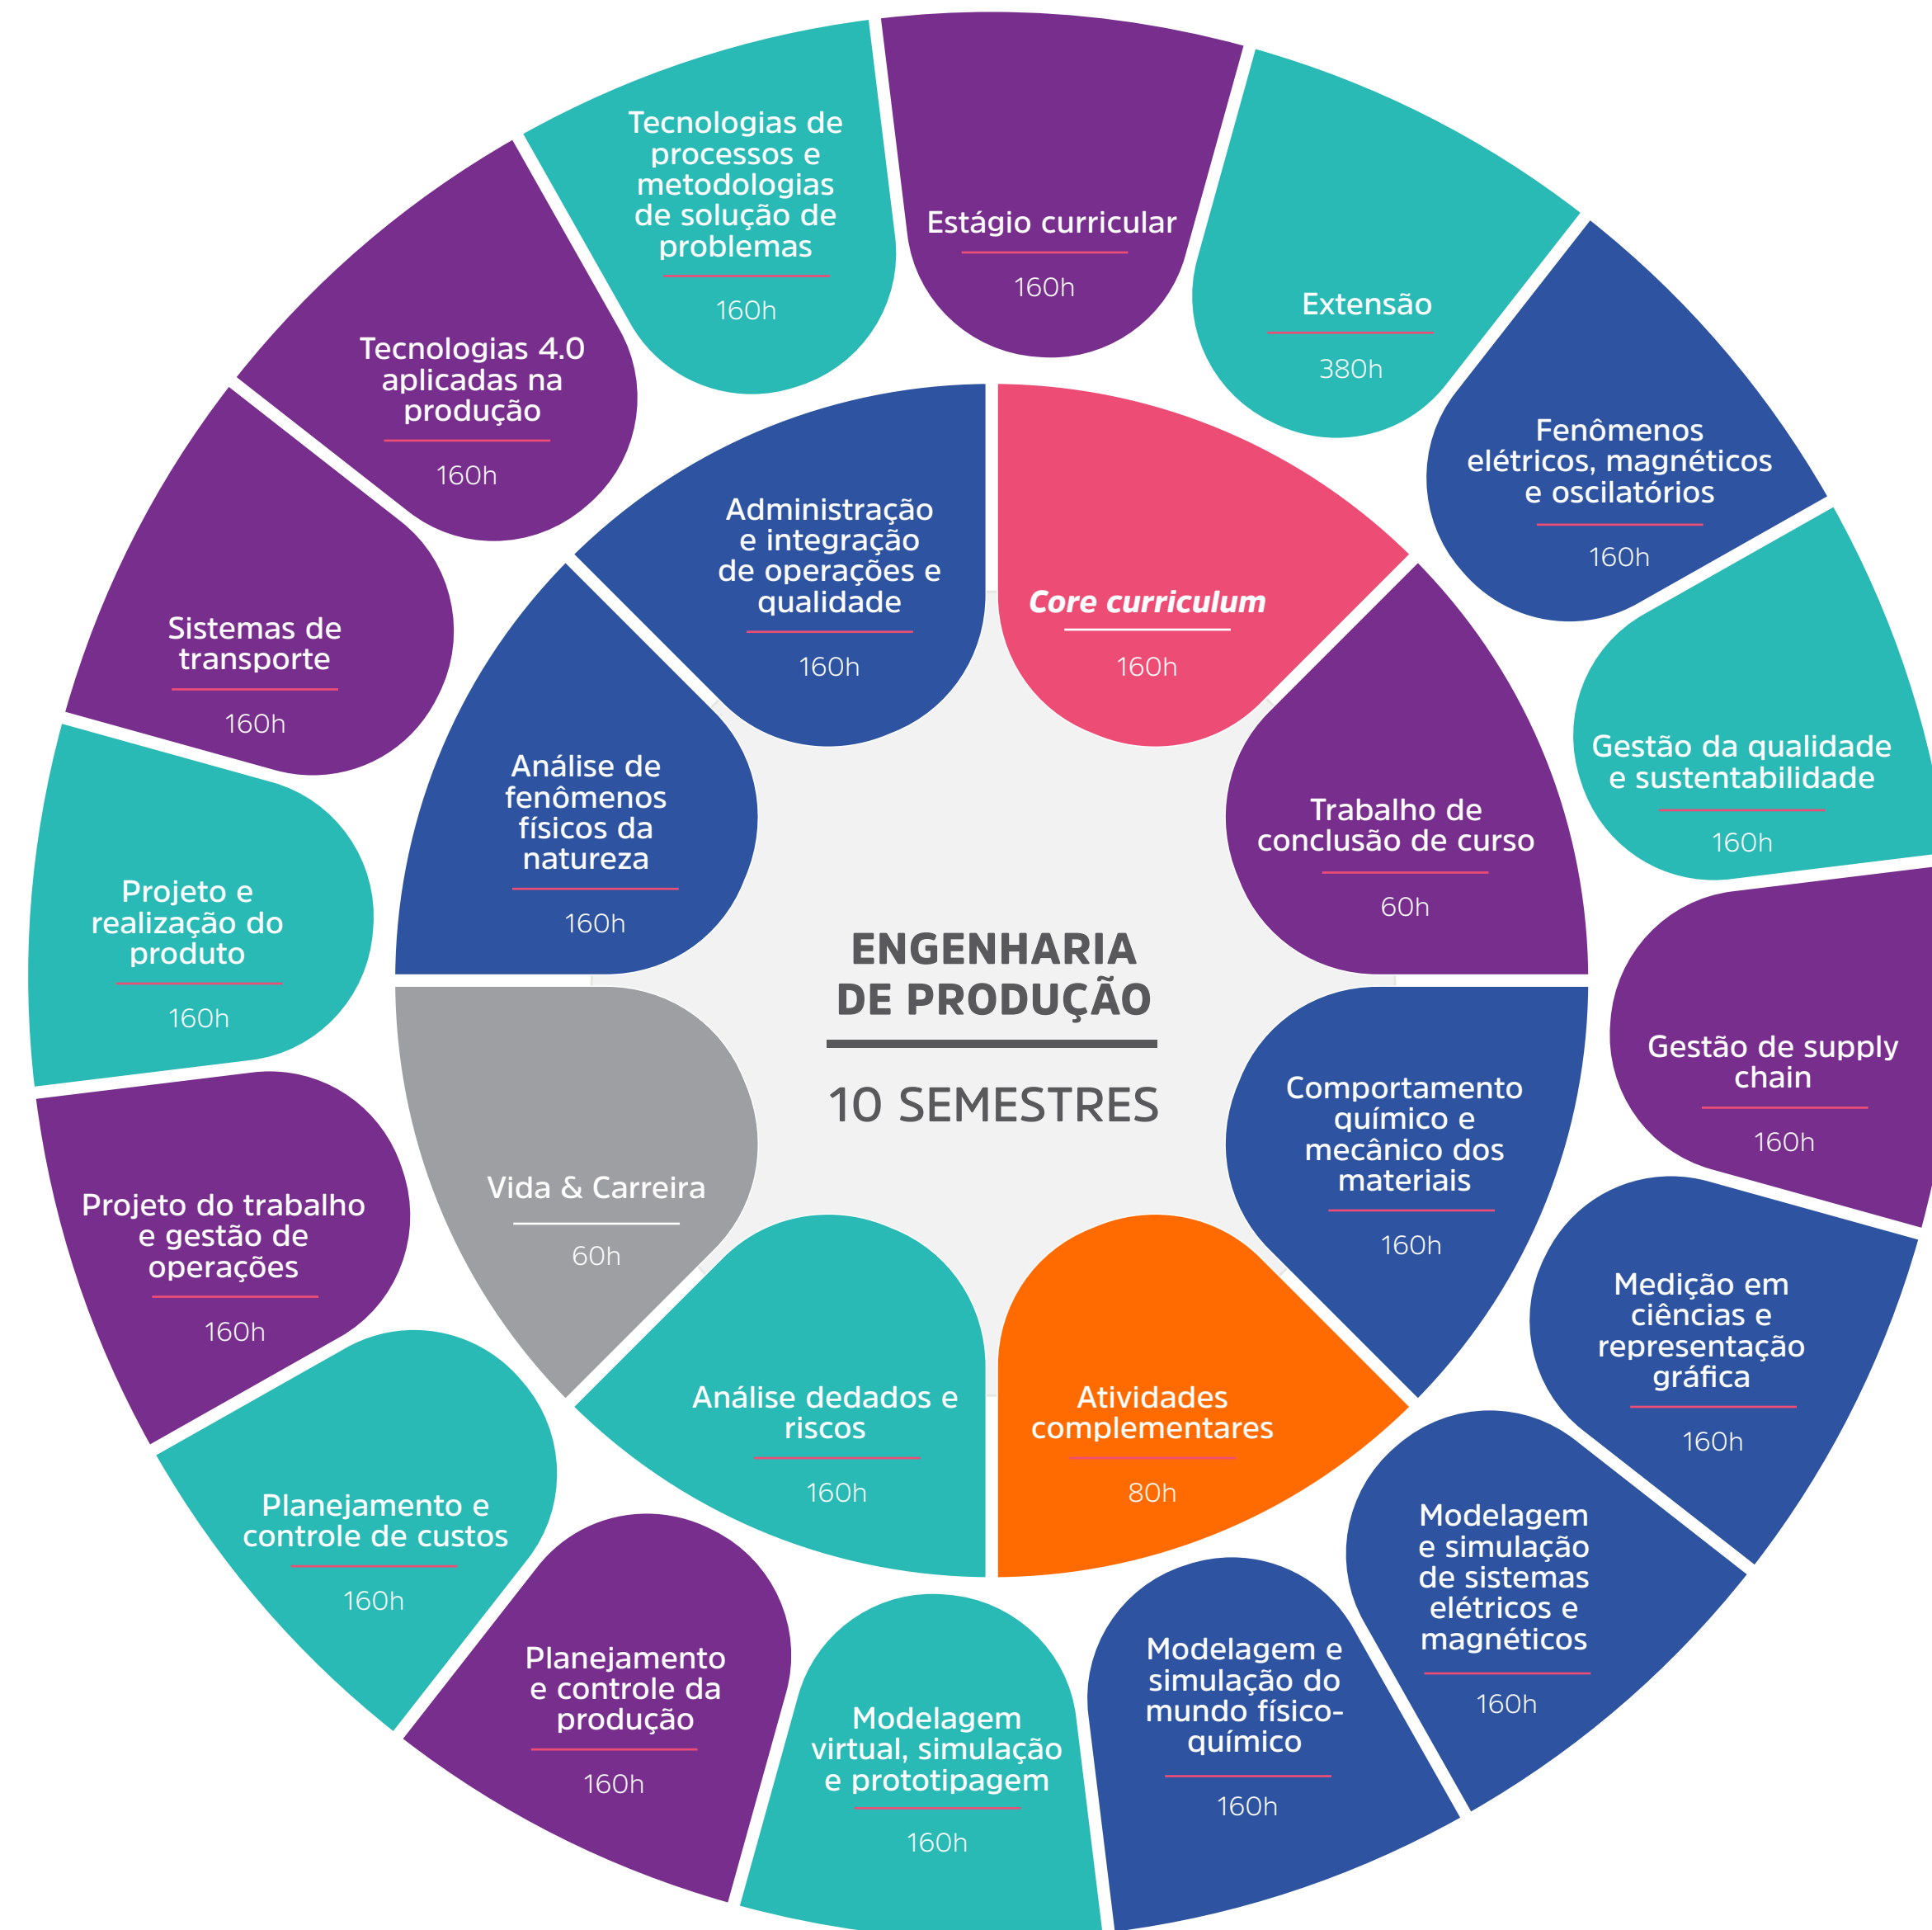 Tecnologias de
processos e
metodologias
de solução de
problemas
160h
Estágio curricular
160h
Extensão
380h
Fenômenos
elétricos, magnéticos
e oscilatórios
160h
Gestão da qualidade
e sustentabilidade
160h
Gestão de supply
chain
160h
Medição em
ciências e
representação
gráfica
160h
Modelagem
e simulação
de sistemas
elétricos e
magnéticos
160h
Modelagem e
simulação do
mundo físico-
químico
160h
Modelagem
virtual, simulação
e prototipagem
160h
Planejamento
e controle da
produção
160h
Planejamento e
controle de custos
160h
Projeto do trabalho
e gestão de
operações
160h
Projeto e
realização do
produto
160h
Sistemas de
transporte
160h
Tecnologias 4.0
aplicadas na
produção
160h
Administração
e integração
de operações e
qualidade
160h
Core curriculum
160h
Trabalho de
conclusão de curso
60h
Comportamento
químico e
mecânico dos
materiais
160h
Atividades
complementares
80h
Análise dedados e
riscos
160h
Vida & Carreira
60h
Análise de
fenômenos
físicos da
natureza
160h
ENGENHARIA
DE PRODUÇÃO
10 SEMESTRES